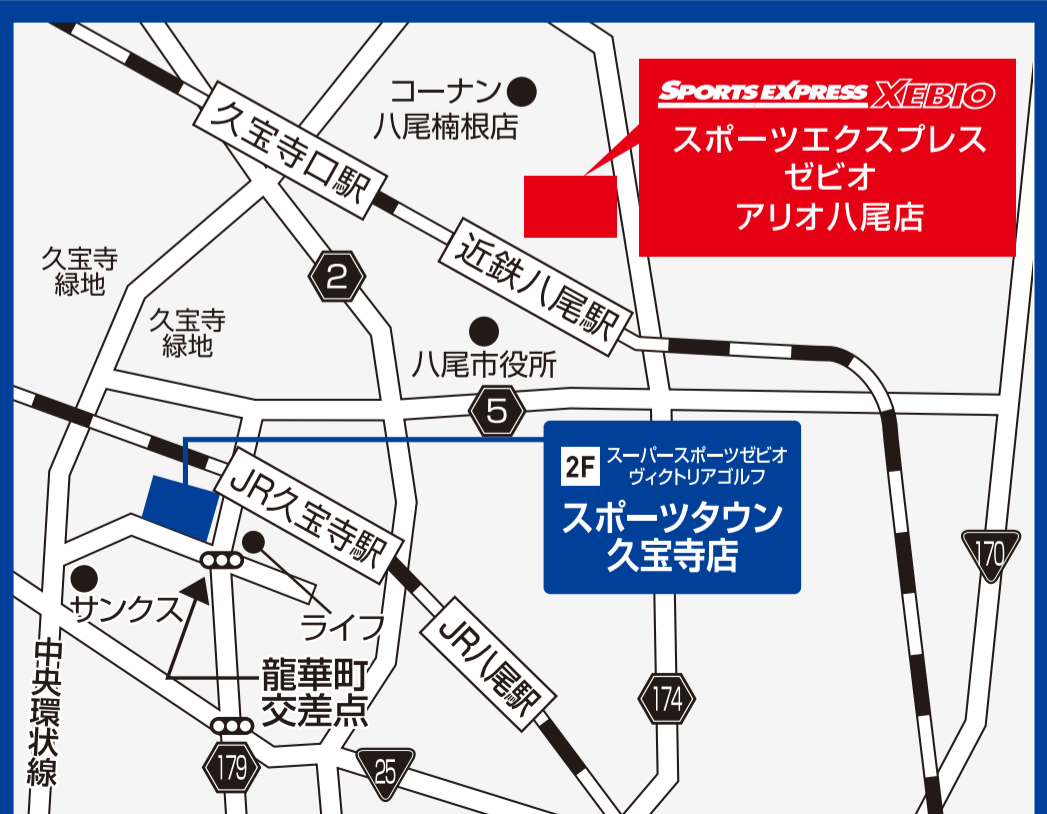 コーナン
八尾楠根店
SPORTS EXPRESS XEBIO
スポーツエクスプレス
ゼビオ
アリオ八尾店
久宝寺口駅
近鉄八尾駅
久宝寺
緑地
久宝寺
緑地
2
八尾市役所
5
2F
スーパースポーツゼビオ
ヴィクトリアゴルフ
スポーツタウン
久宝寺店
JR久宝寺駅
170
サンクス
ライフ
JR八尾駅
龍華町
交差点
中央環状線
174
179
25